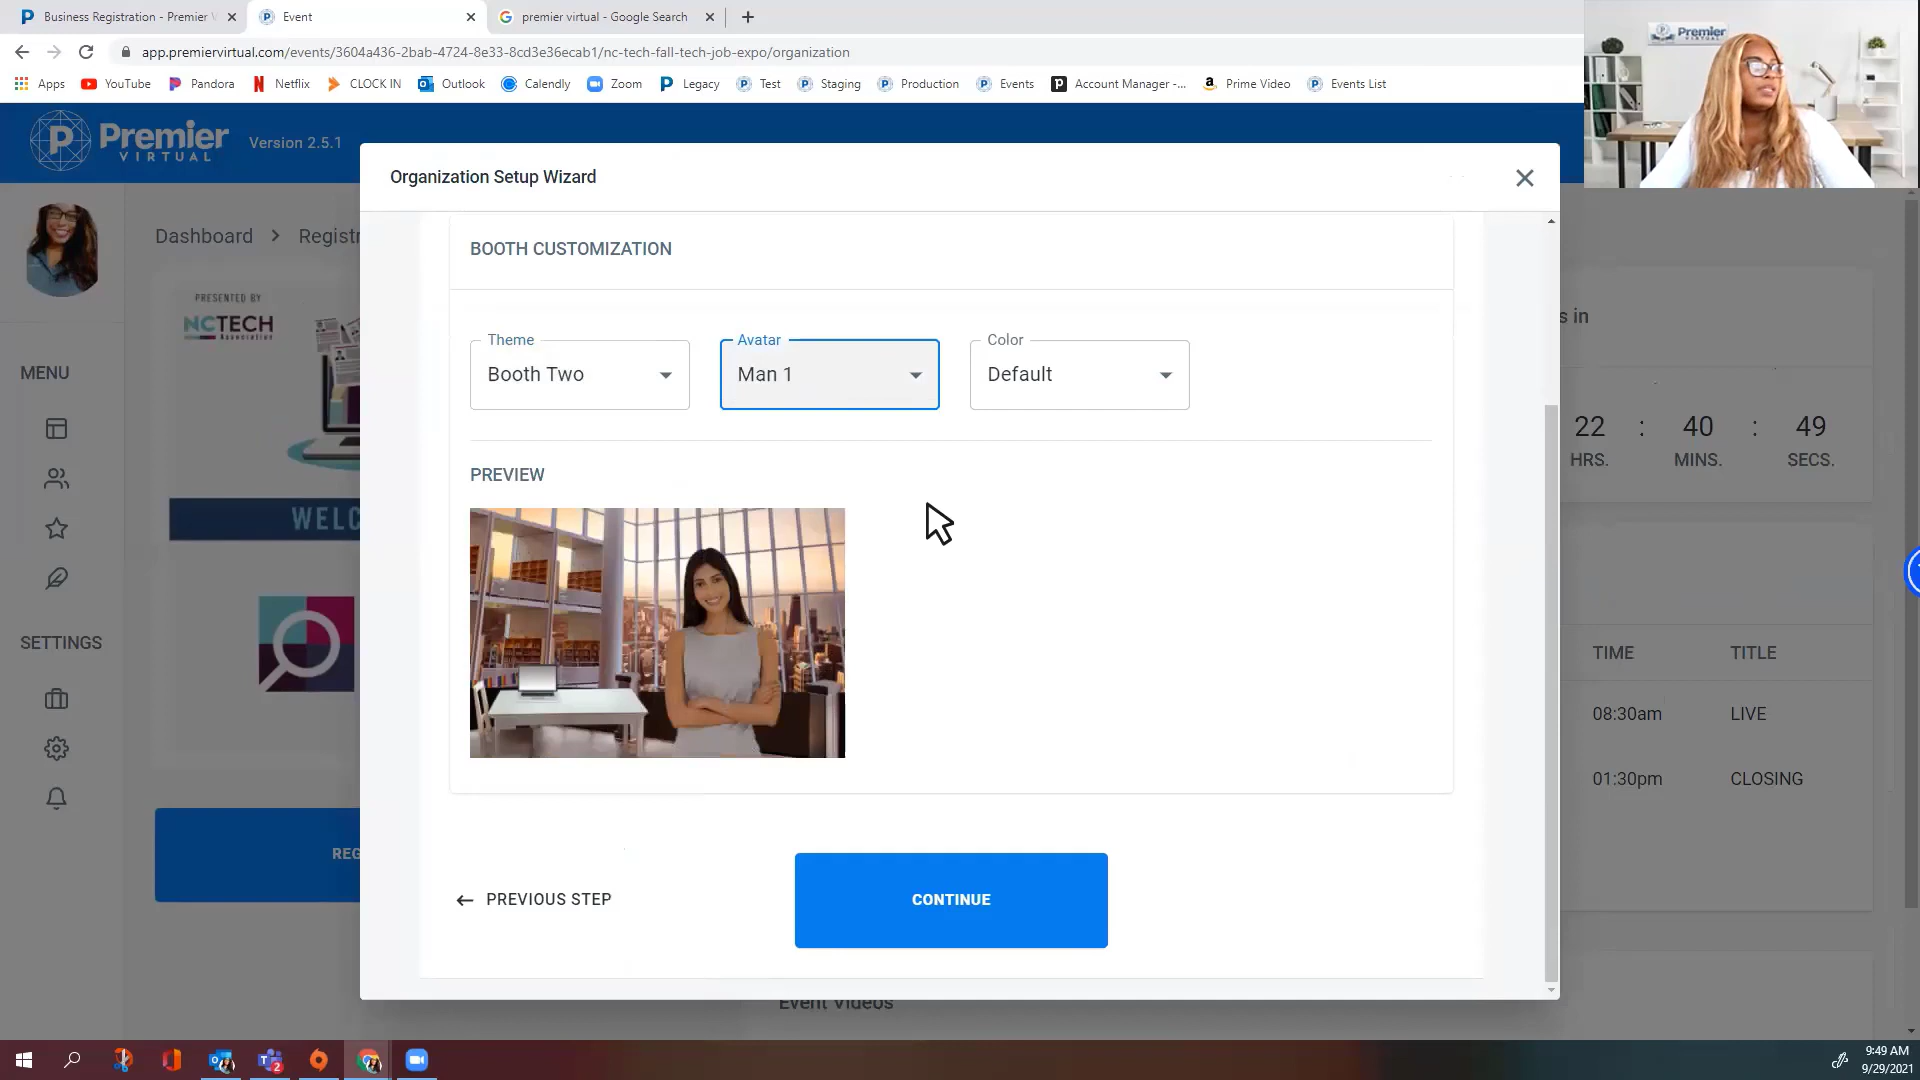 Business Registration - Premier V
Event
premier virtual - Google Search
app.premiervirtual.com/events/3604a436-2bab-4724-8e33-8cd3e36ecab1/nc-tech-fall-tech-job-expo/organization
Apps
YouTube
Pandora
Netflix
CLOCK IN
Outlook
Calendly
Zoom
Legacy
Test
Staging
Production
Events
Account Manager -...
Prime Video
Events List
Premier
VIRTUAL
Premier
VIRTUAL
Version 2.5.1
Organization Setup Wizard
Dashboard > Registr
PRESENTED BY
NCTECH
Association
MENU
WELC
SETTINGS
REG
BOOTH CUSTOMIZATION
Theme
Booth Two
Avatar
Man 1
Color
Default
PREVIEW
← PREVIOUS STEP
CONTINUE
s in
22 : 40 : 49
HRS. MINS. SECS.
TIME TITLE
08:30am LIVE
01:30pm CLOSING
Event Videos
9:49 AM
9/29/2021